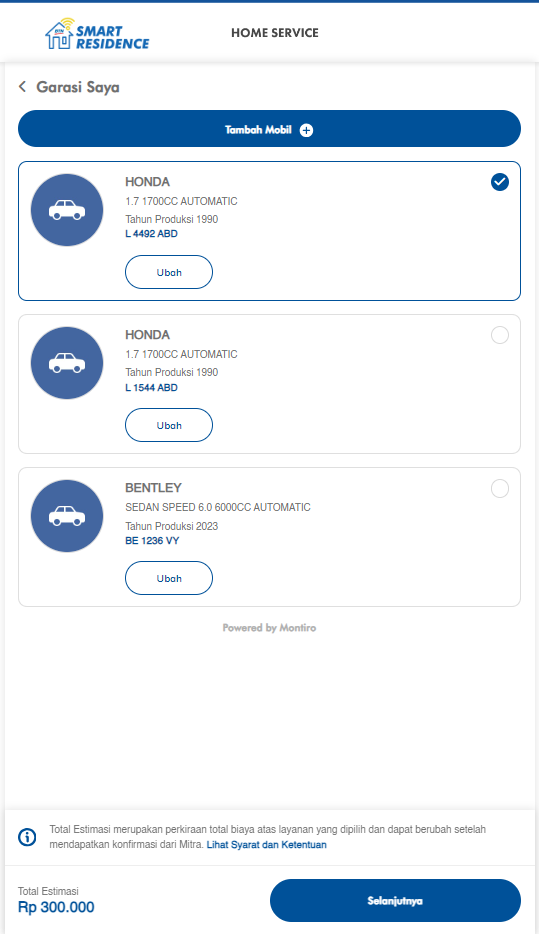 SMART
RESIDENCE
HOME SERVICE
Garasi Saya
Tambah Mobil
HONDA
1.7 1700CC AUTOMATIC
Tahun Produksi 1990
L 4492 ABD
Ubah
HONDA
1.7 1700CC AUTOMATIC
Tahun Produksi 1990
L 1544 ABD
Ubah
BENTLEY
SEDAN SPEED 6.0 6000CC AUTOMATIC
Tahun Produksi 2023
BE 1236 VY
Ubah
Powered by Montiro
Total Estimasi merupakan perkiraan total biaya atas layanan yang dipilih dan dapat berubah setelah
mendapatkan konfirmasi dari Mitra. Lihat Syarat dan Ketentuan
Total Estimasi
Rp 300.000
Selanjutnya